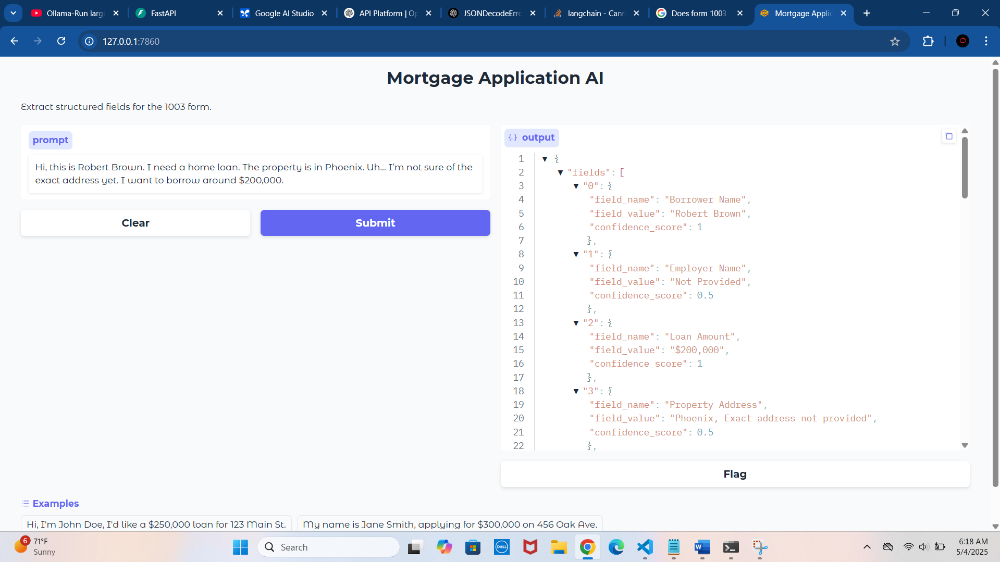 Ollama-Run larg
FastAPI
Google AI Studio
API Platform | Op
JSONDecodeErro
langchain - Cann
Does form 1003
Mortgage Applic
127.0.0.1:7860
Mortgage Application AI
Extract structured fields for the 1003 form.
prompt
Hi, this is Robert Brown. I need a home loan. The property is in Phoenix. Uh... I'm not sure of the
exact address yet. I want to borrow around $200,000.
Clear
Submit
{} output
1 ▼ {
2 ▼ "fields": [
3 ▼ "0": {
4 "field_name": "Borrower Name",
5 "field_value": "Robert Brown",
6 "confidence_score": 1
7 },
8 ▼ "1": {
9 "field_name": "Employer Name",
10 "field_value": "Not Provided",
11 "confidence_score": 0.5
12 },
13 ▼ "2": {
14 "field_name": "Loan Amount",
15 "field_value": "$200,000",
16 "confidence_score": 1
17 },
18 ▼ "3": {
19 "field_name": "Property Address",
20 "field_value": "Phoenix, Exact address not provided",
21 "confidence_score": 0.5
22 },
Flag
Examples
Hi, I'm John Doe, I'd like a $250,000 loan for 123 Main St.
My name is Jane Smith, applying for $300,000 on 456 Oak Ave.
6
71°F
Sunny
Search
DELL
6:18 AM
5/4/2025